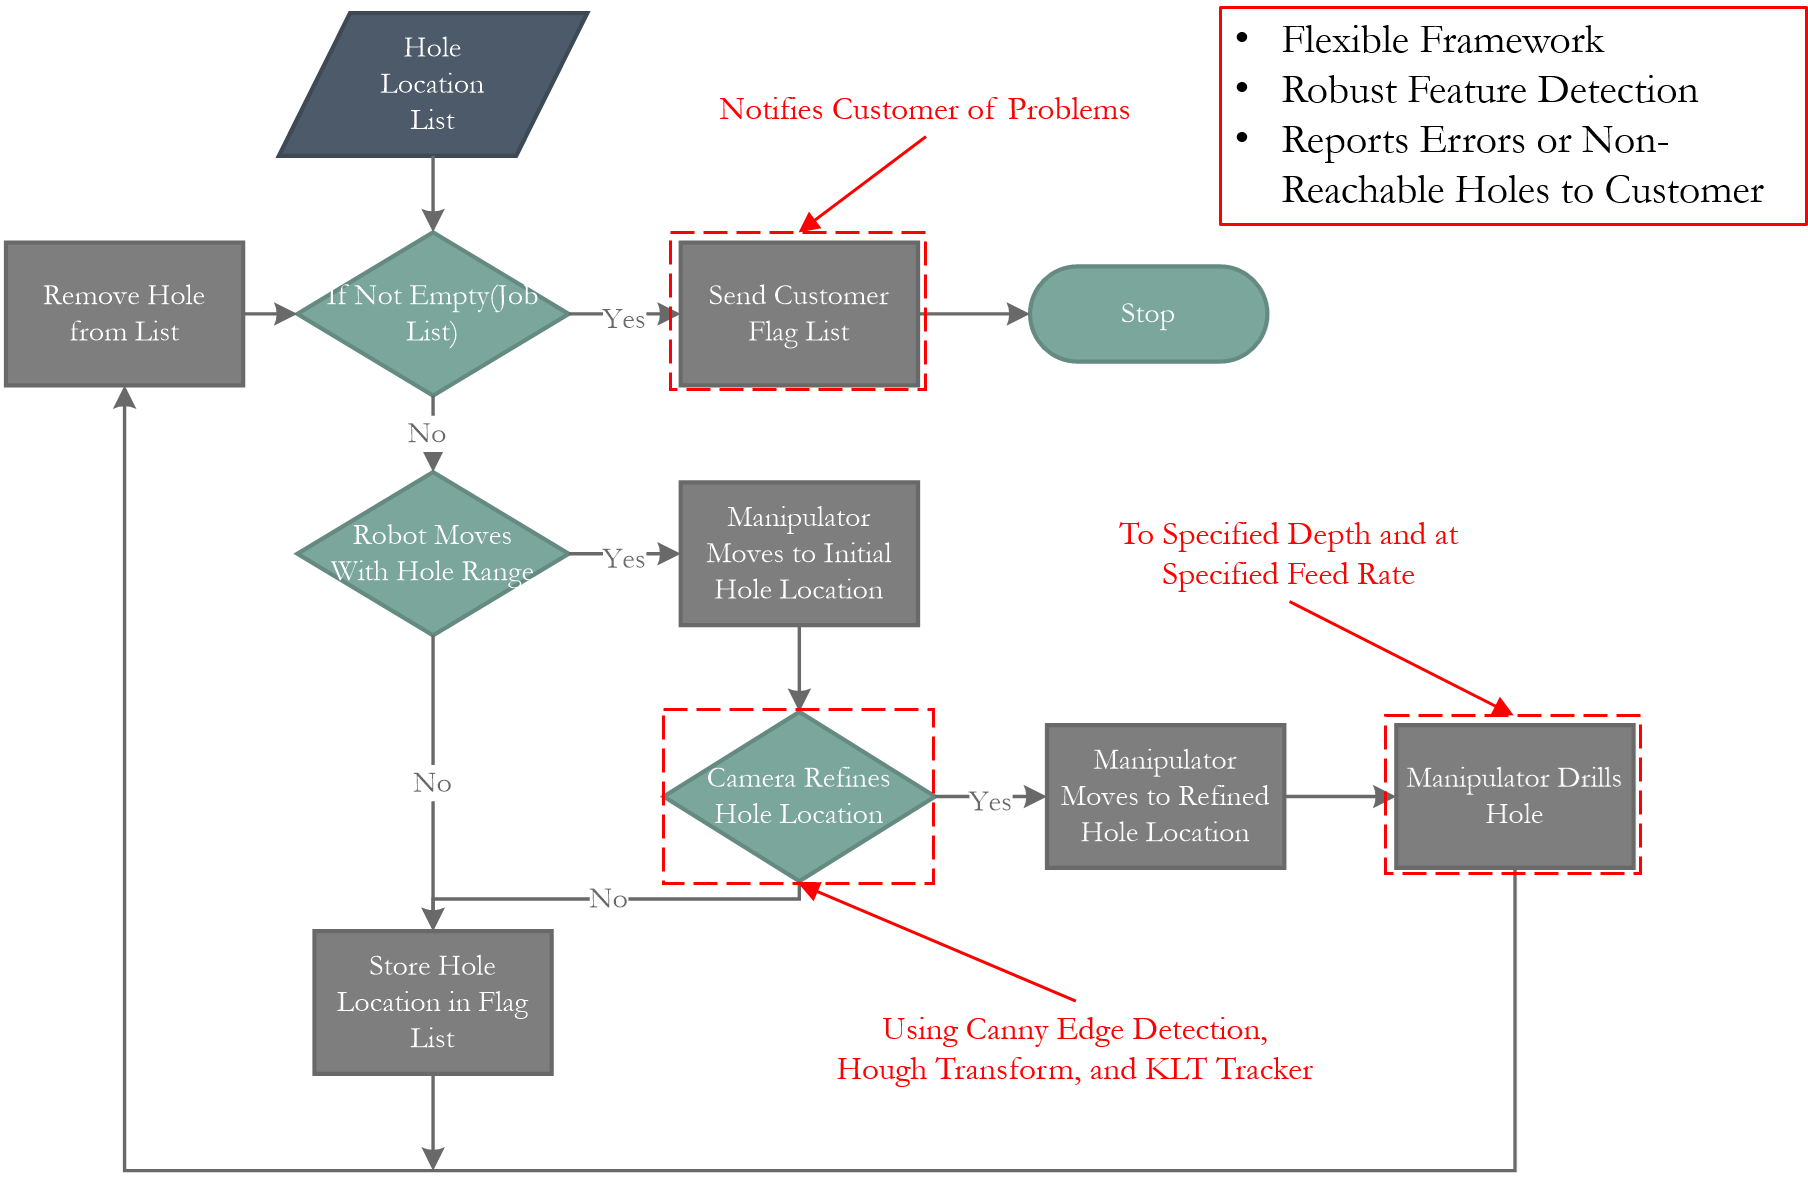 Hole
Location
List
• Flexible Framework
• Robust Feature Detection
• Reports Errors or Non-
Reachable Holes to Customer
Notifies Customer of Problems
Remove Hole
from List
If Not Empty(Job
List)
Yes
Send Customer
Flag List
Stop
No
Robot Moves
With Hole Range
Yes
Manipulator
Moves to Initial
Hole Location
To Specified Depth and at
Specified Feed Rate
No
Camera Refines
Hole Location
Yes
Manipulator
Moves to Refined
Hole Location
Manipulator Drills
Hole
No
Store Hole
Location in Flag
List
Using Canny Edge Detection,
Hough Transform, and KLT Tracker